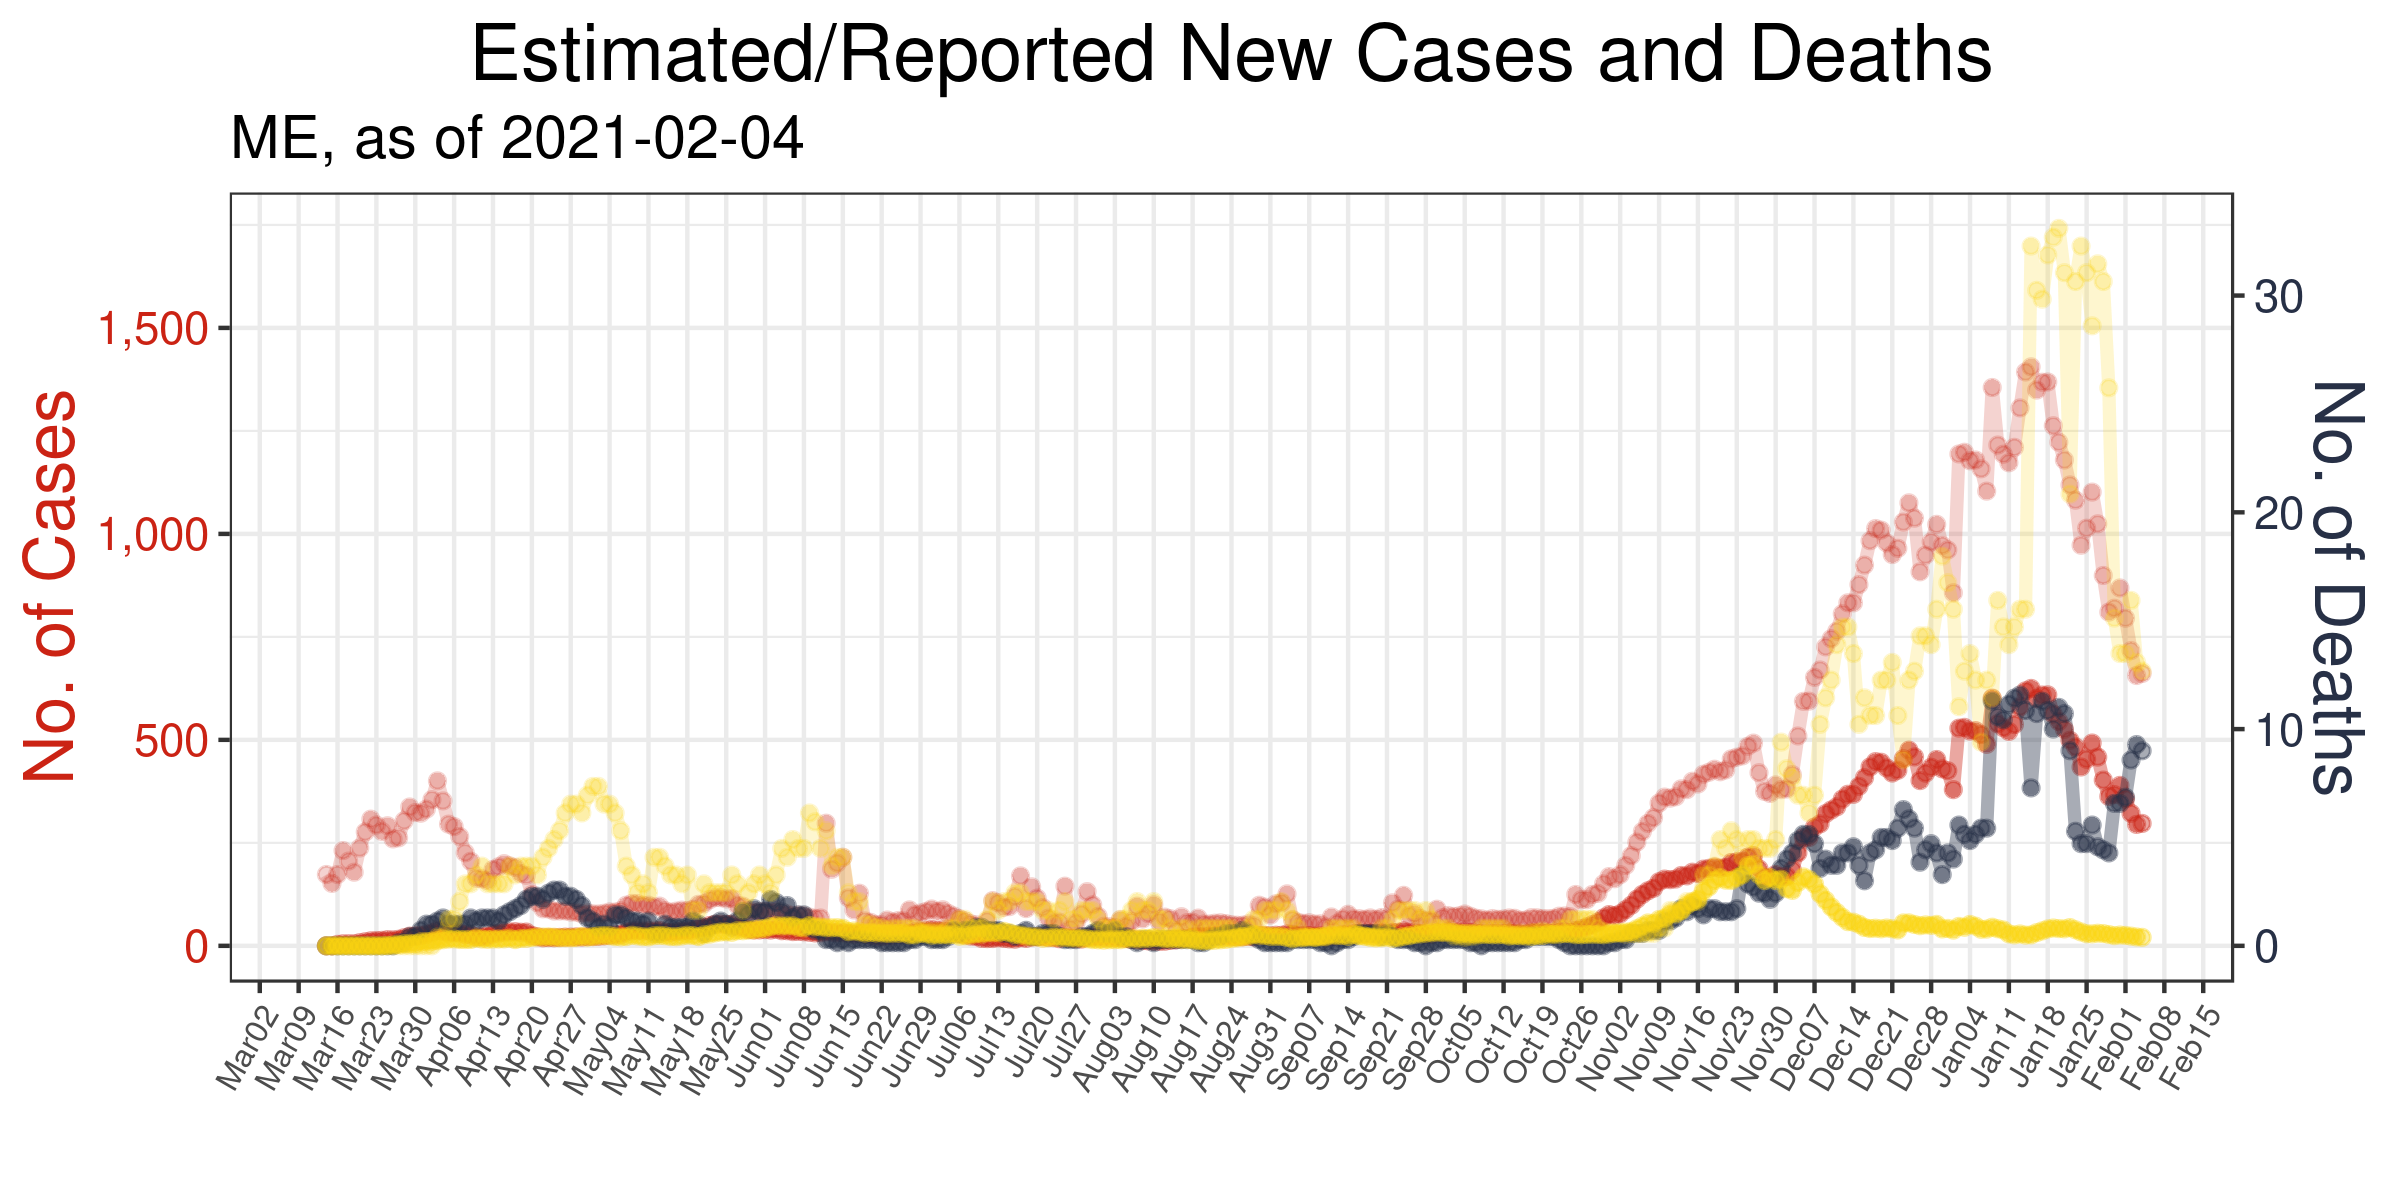 Estimated/Reported New Cases and Deaths
ME, as of 2021-02-04
No. of Cases
1,500
1,000
500
0
No. of Deaths
30
20
10
0
Mar02
Mar09
Mar16
Mar23
Mar30
Apr06
Apr13
Apr20
Apr27
May04
May11
May18
May25
Jun01
Jun08
Jun15
Jun22
Jun29
Jul06
Jul13
Jul20
Jul27
Aug03
Aug10
Aug17
Aug24
Aug31
Sep07
Sep14
Sep21
Sep28
Oct05
Oct12
Oct19
Oct26
Nov02
Nov09
Nov16
Nov23
Nov30
Dec07
Dec14
Dec21
Dec28
Jan04
Jan11
Jan18
Jan25
Feb01
Feb08
Feb15